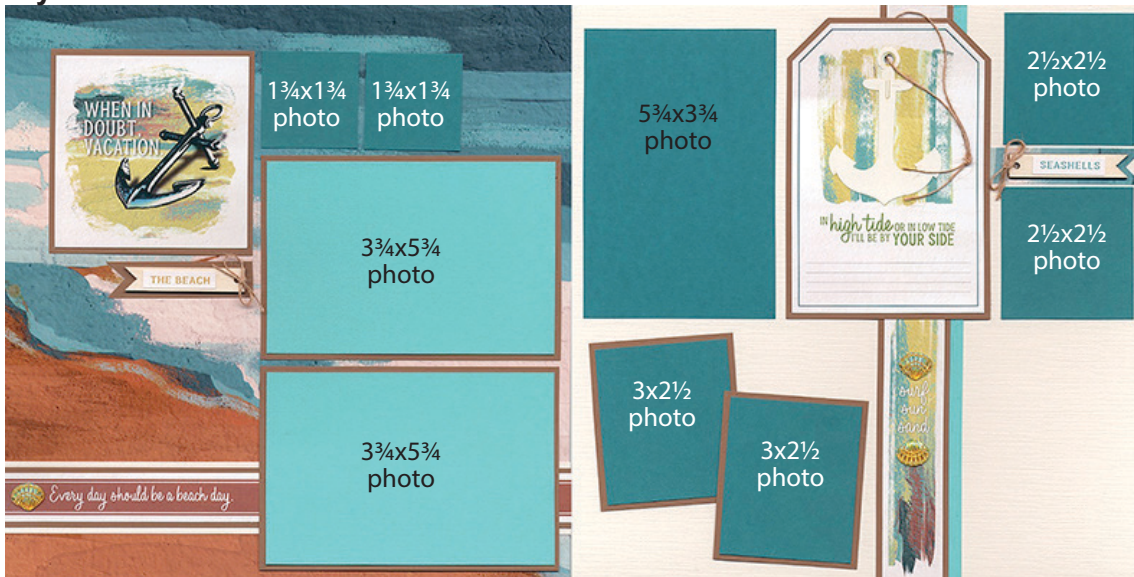 WHEN IN
DOUBT,
VACATION
1¾x1¾
photo
1¾x1¾
photo
3¾x5¾
photo
THE BEACH
3¾x5¾
photo
Every day should be a beach day.
5¾x3¾
photo
IN high tide OR IN LOW TIDE
I'LL BE BY YOUR SIDE
2½x2½
photo
SEASHELLS
2½x2½
photo
3x2½
photo
3x2½
photo
surf
sun
sand